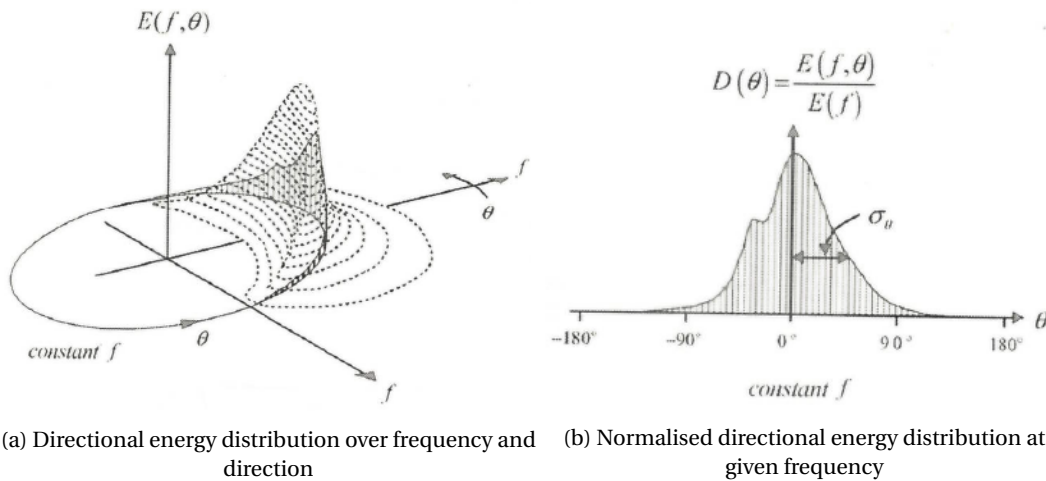 E(f,θ)
f
θ
θ
constant f
f
D(θ) = E(f,θ) / E(f)
σθ
θ
-180° -90° 0° 90° 180°
constant f
(a) Directional energy distribution over frequency and
direction
(b) Normalised directional energy distribution at
given frequency